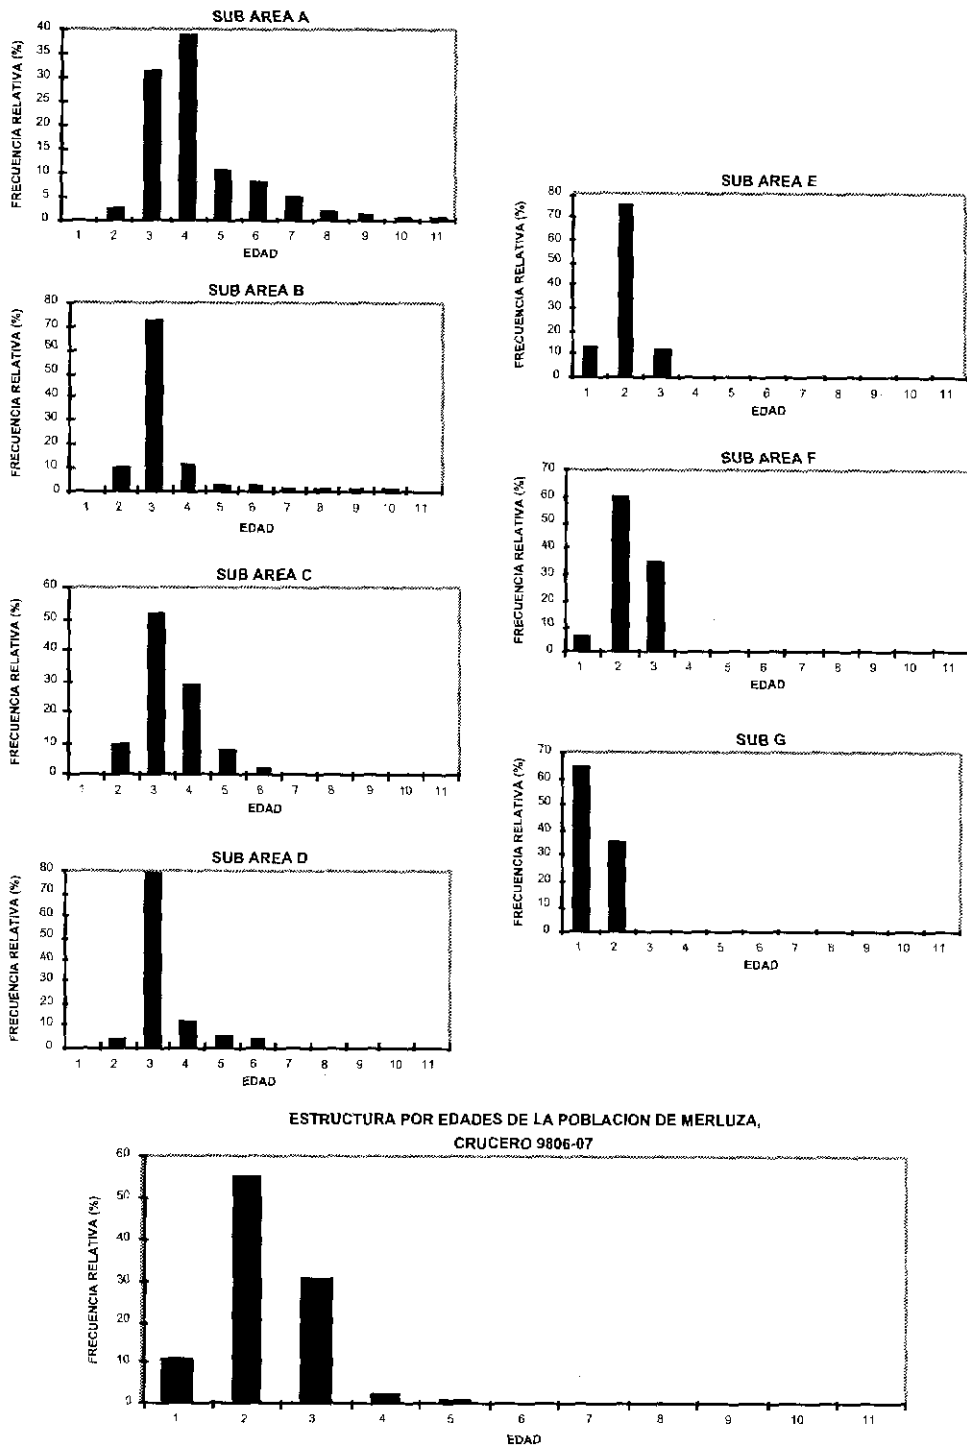 SUB AREA A
FRECUENCIA RELATIVA (%)
40
35
30
25
20
15
10
5
0
1 2 3 4 5 6 7 8 9 10 11
EDAD
SUB AREA B
FRECUENCIA RELATIVA (%)
80
70
60
50
40
30
20
10
0
1 2 3 4 5 6 7 8 9 10 11
EDAD
SUB AREA C
FRECUENCIA RELATIVA (%)
60
50
40
30
20
10
0
1 2 3 4 5 6 7 8 9 10 11
EDAD
SUB AREA D
FRECUENCIA RELATIVA (%)
80
70
60
50
40
30
20
10
0
1 2 3 4 5 6 7 8 9 10 11
EDAD
SUB AREA E
FRECUENCIA RELATIVA (%)
80
70
60
50
40
30
20
10
0
1 2 3 4 5 6 7 8 9 10 11
EDAD
SUB AREA F
FRECUENCIA RELATIVA (%)
70
60
50
40
30
20
10
0
1 2 3 4 5 6 7 8 9 10 11
EDAD
SUB G
FRECUENCIA RELATIVA (%)
70
60
50
40
30
20
10
0
1 2 3 4 5 6 7 8 9 10 11
EDAD
ESTRUCTURA POR EDADES DE LA POBLACION DE MERLUZA,
CRUCERO 9806-07
FRECUENCIA RELATIVA (%)
60
50
40
30
20
10
0
1 2 3 4 5 6 7 8 9 10 11
EDAD